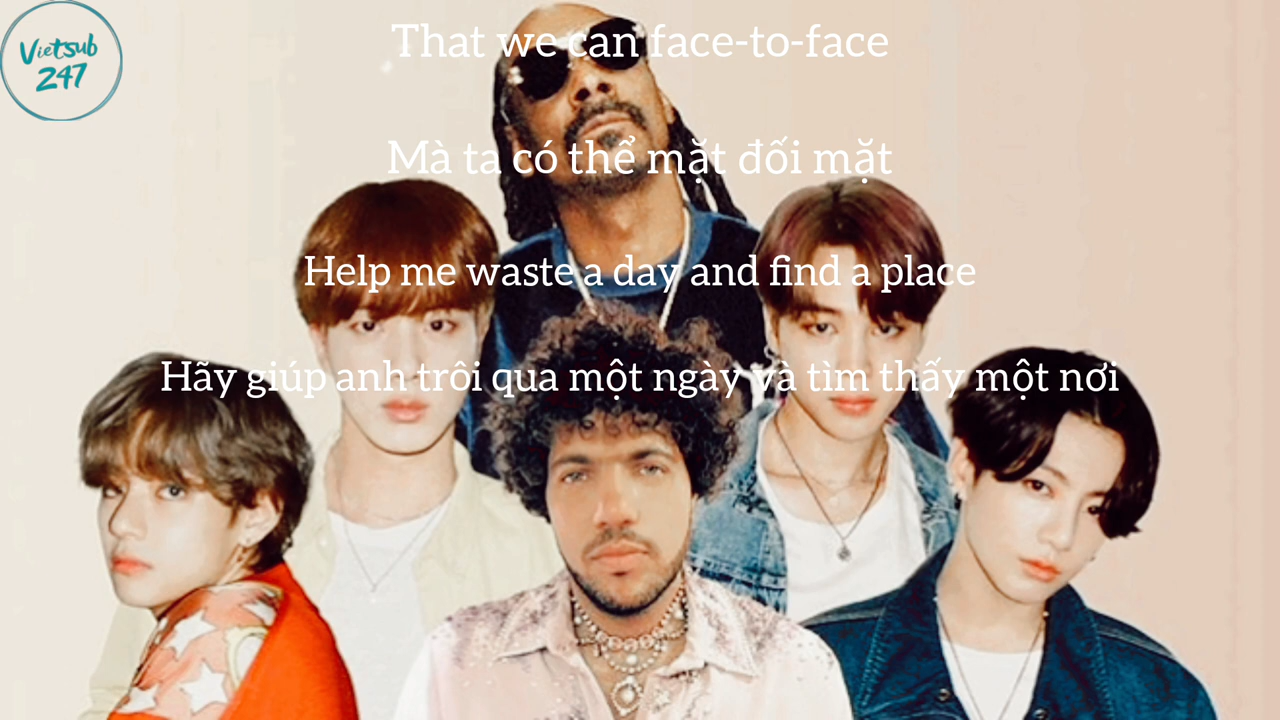 Vietsub
247
That we can face-to-face
Mà ta có thể mặt đối mặt
Help me waste a day and find a place
Hãy giúp anh trôi qua một ngày và tìm thấy một nơi